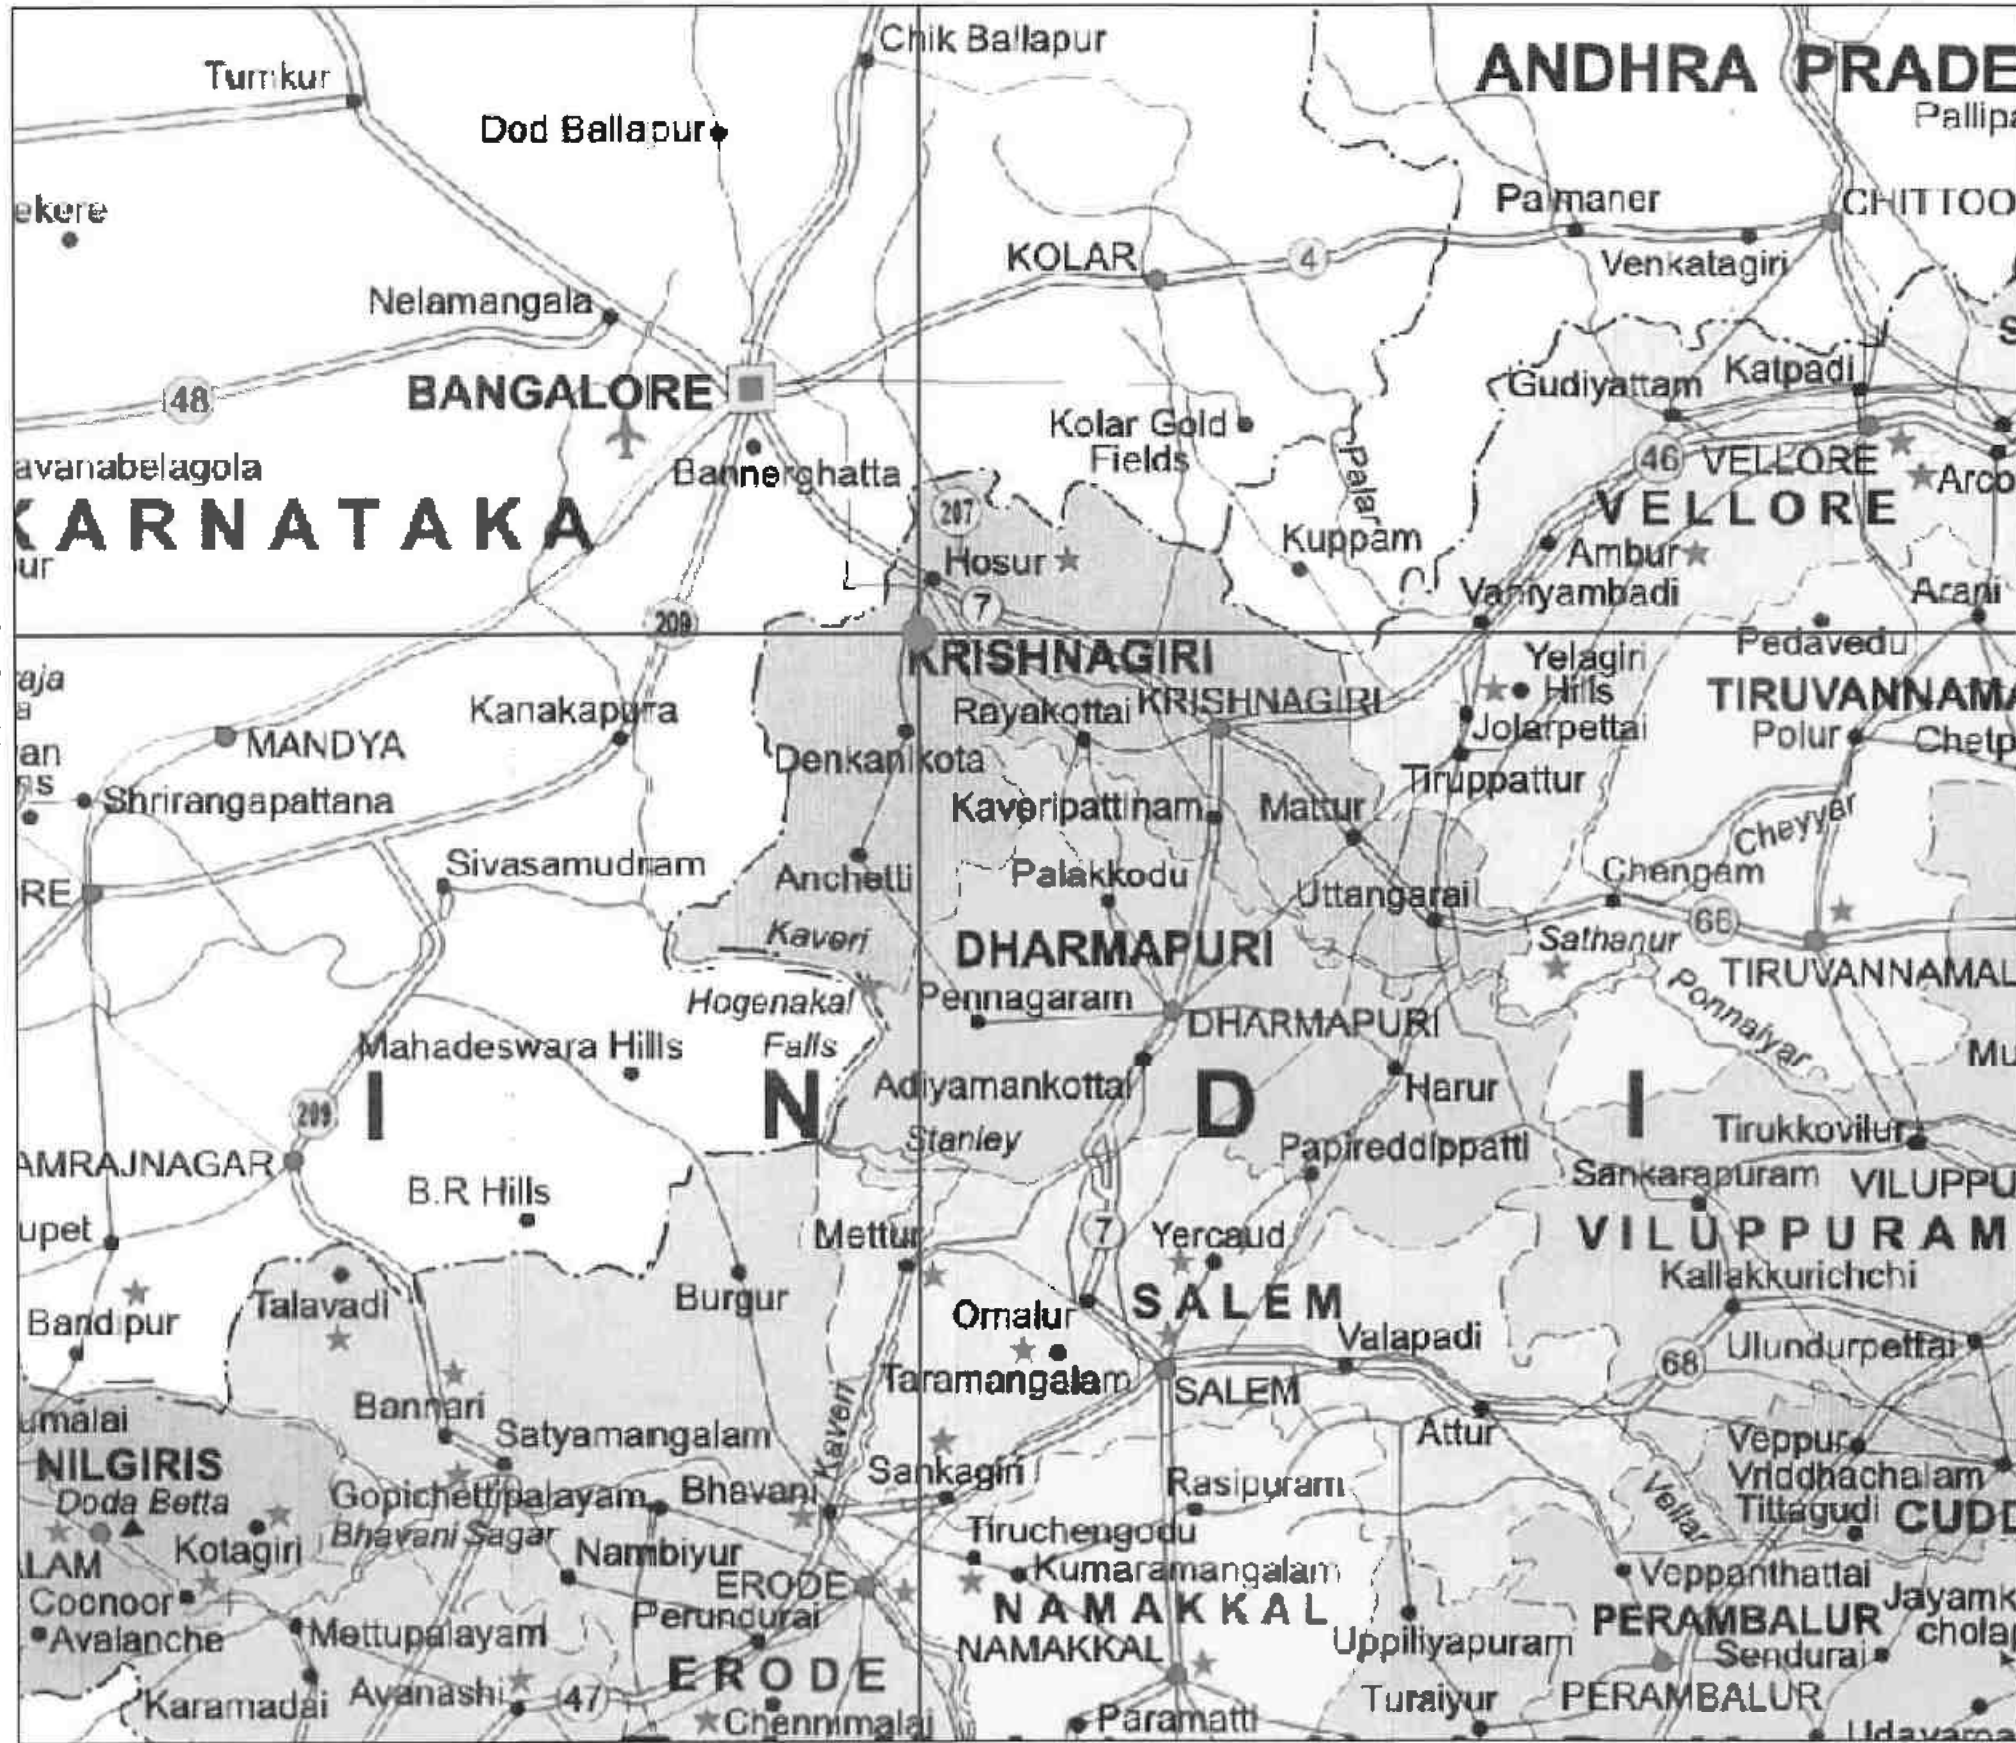 Chik Ballapur
Tumkur
ANDHRA PRADE
Pallipa
Dod Ballapur
ekere
Palmaner
CHITTOO
KOLAR
4
Venkatagiri
Nelamangala
BANGALORE
48
Gudiyattam
Katpadi
Kolar Gold
Fields
Palar
avanabelagola
Bannerghatta
46
VELLORE
Arco
KARNATAKA
207
VELLORE
ur
Hosur
Kuppam
Ambur
7
Vaniyambadi
Arani
209
KRISHNAGIRI
Pedavedu
raja
Yelagiri
Hills
Kanakapura
Rayakottai
KRISHNAGIRI
TIRUVANNAMA
MANDYA
Jolarpettai
Polur
Chetp
an
Denkanikota
Tiruppattur
Shrirangapattana
Kaveripattinam
Mattur
Cheyyar
RE
Sivasamudram
Anchetti
Palakkodu
Uttangarai
Chengam
66
Kaveri
DHARMAPURI
Sathanur
Hogenakal
Falls
Pennagaram
TIRUVANNAMAL
DHARMAPURI
Ponnaiyar
Mahadeswara Hills
Mu
I N D I
Adiyamankottai
Harur
209
Stanley
Tirukkovilur
AMRAJNAGAR
Papireddippatti
Sankarapuram
VILUPPU
B.R Hills
upet
Mettur
7
Yercaud
VILUPPURAM
Talavadi
Burgur
Kallakkurichchi
Bandipur
Omalur
SALEM
Valapadi
68
Ulundurpettai
Taramangalam
SALEM
Kaveri
Bannari
umalai
Satyamangalam
Attur
Veppur
NILGIRIS
Sankagiri
Vriddhachalam
Doda Betta
Gopichettipalayam
Bhavani
Rasipuram
Vellar
Tittagudi
CUDD
Bhavani Sagar
Tiruchengodu
Kotagiri
Nambiyur
Kumaramangalam
Veppanthattai
ALAM
ERODE
Coonoor
Perundurai
NAMAKKAL
PERAMBALUR
Jayamk
cholap
Avalanche
Mettupalayam
NAMAKKAL
Uppiliyapuram
Sendurai
ERODE
Karamadai
Avanashi
47
Turaiyur
PERAMBALUR
Chennimalai
Paramatti